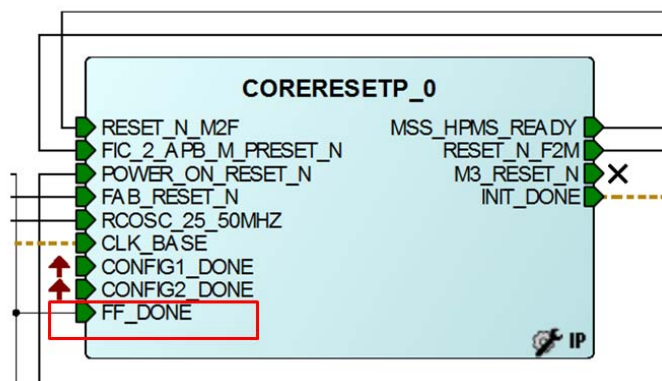 CORERESETP_0
RESET_N_M2F
FIC_2_APB_M_PRESET_N
POWER_ON_RESET_N
FAB_RESET_N
RCOSC_25_50MHZ
CLK_BASE
CONFIG1_DONE
CONFIG2_DONE
FF_DONE
MSS_HPMS_READY
RESET_N_F2M
M3_RESET_N
INIT_DONE
IP